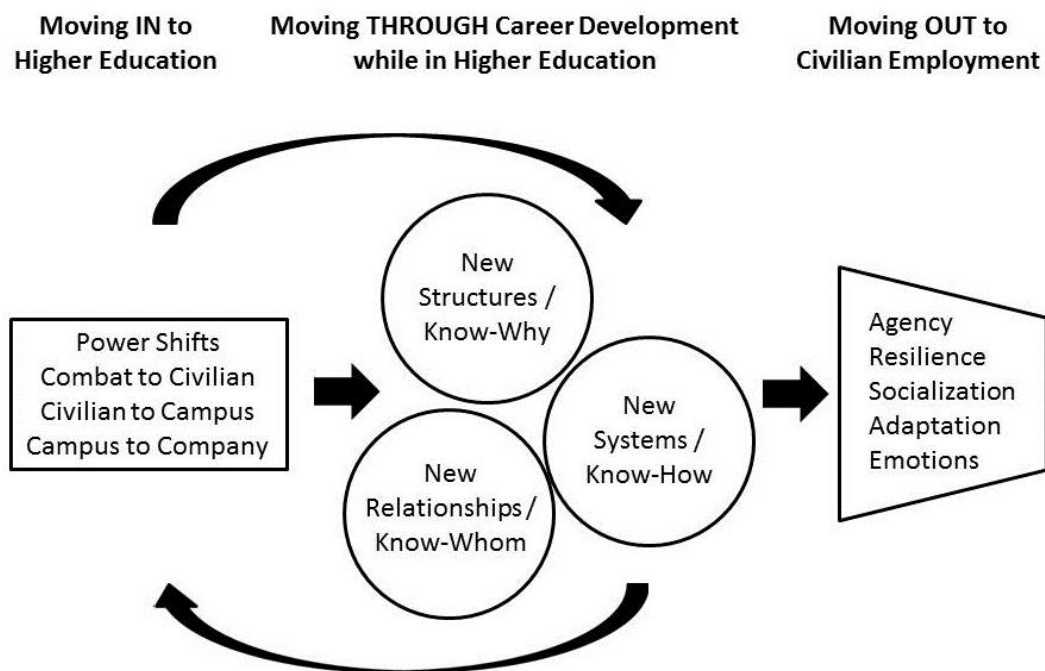 Moving IN to
Higher Education
Moving THROUGH Career Development
while in Higher Education
Moving OUT to
Civilian Employment
Power Shifts
Combat to Civilian
Civilian to Campus
Campus to Company
New
Structures /
Know-Why
New
Relationships /
Know-Whom
New
Systems /
Know-How
Agency
Resilience
Socialization
Adaptation
Emotions